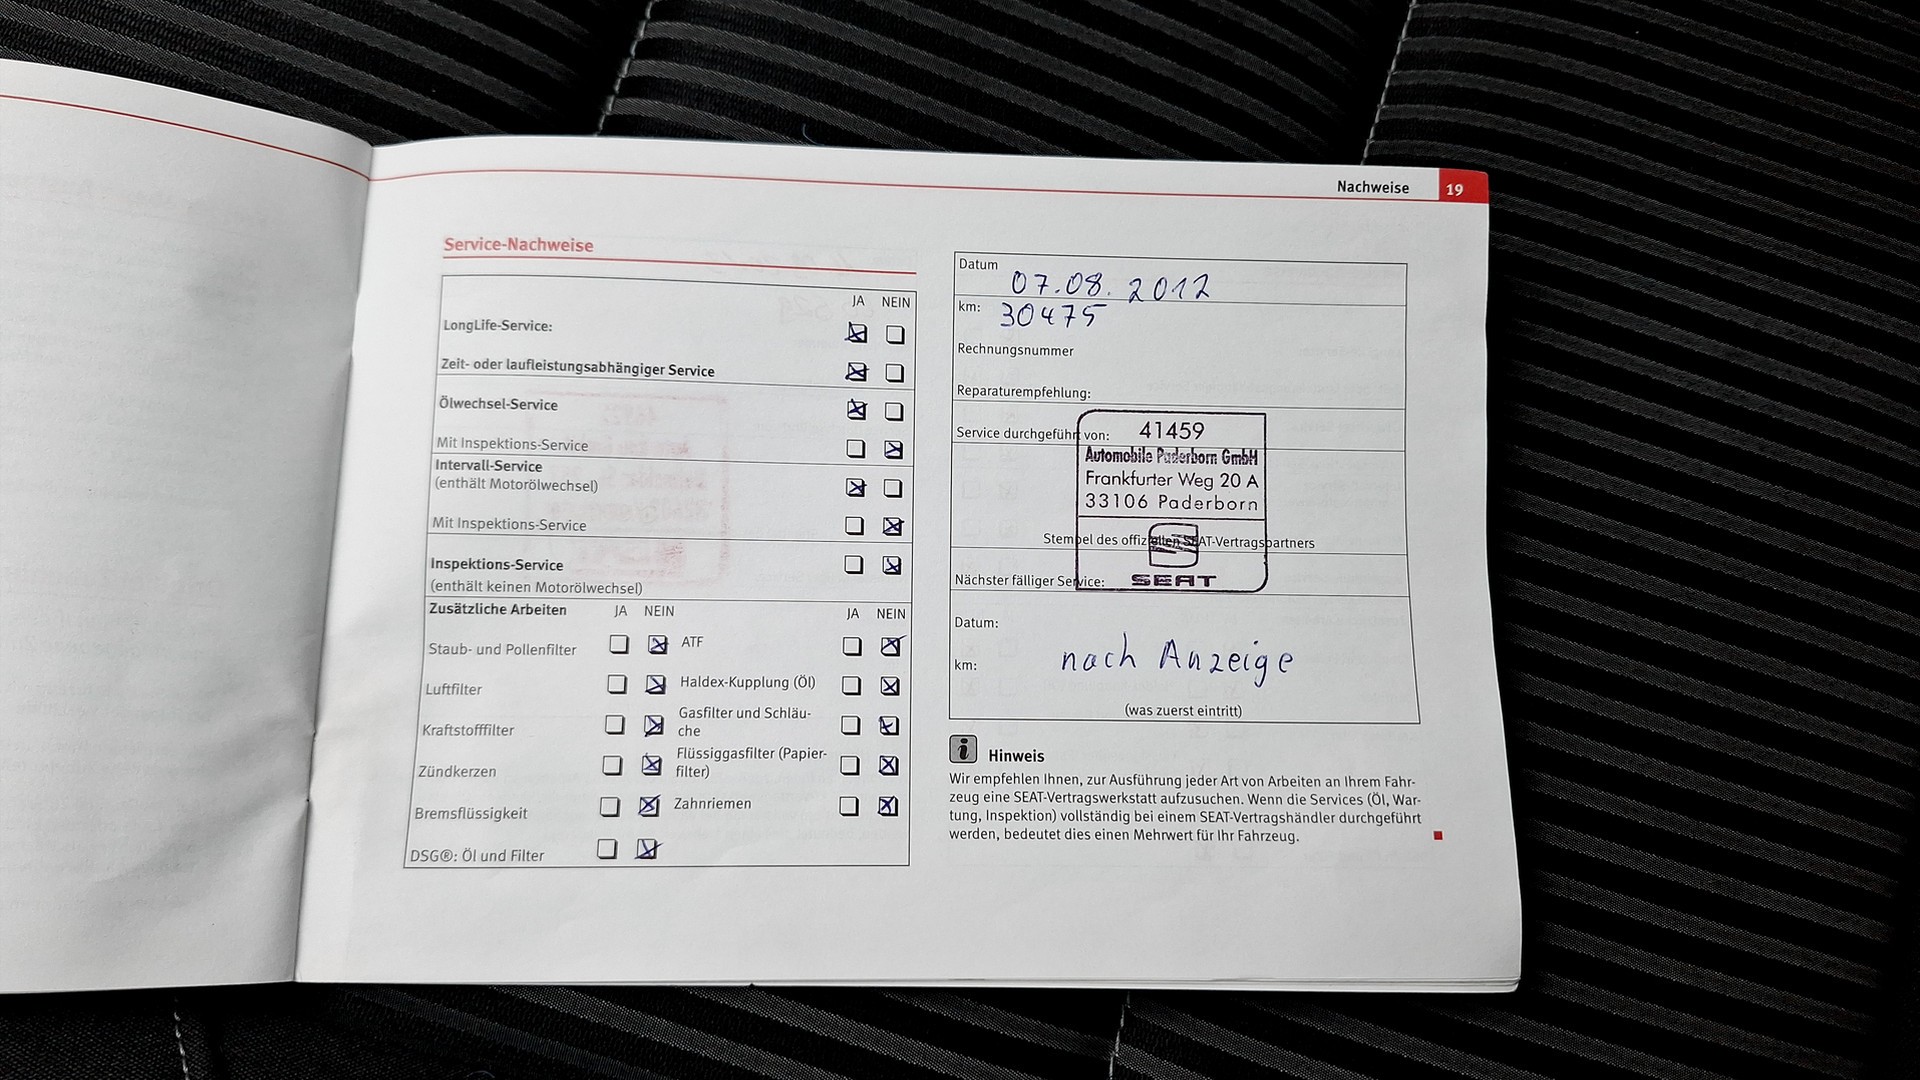 Nachweise 19
Service-Nachweise
JA NEIN
LongLife-Service:
Zeit- oder laufleistungsabhängiger Service
Ölwechsel-Service
Mit Inspektions-Service
Intervall-Service
(enthält Motorölwechsel)
Mit Inspektions-Service
Inspektions-Service
(enthält keinen Motorölwechsel)
Zusätzliche Arbeiten JA NEIN JA NEIN
Staub- und Pollenfilter ATF
Luftfilter Haldex-Kupplung (Öl)
Kraftstofffilter Gasfilter und Schläu-
che
Zündkerzen Flüssiggasfilter (Papier-
filter)
Bremsflüssigkeit Zahnriemen
DSG®: Öl und Filter
Datum 07.08.2012
km: 30475
Rechnungsnummer
Reparaturempfehlung:
Service durchgeführt von:
41459
Automobile Paderborn GmbH
Frankfurter Weg 20 A
33106 Paderborn
Stempel des offiziellen SEAT-Vertragspartners
SEAT
Nächster fälliger Service:
Datum:
km: nach Anzeige
(was zuerst eintritt)
i Hinweis
Wir empfehlen Ihnen, zur Ausführung jeder Art von Arbeiten an Ihrem Fahr-
zeug eine SEAT-Vertragswerkstatt aufzusuchen. Wenn die Services (Öl, War-
tung, Inspektion) vollständig bei einem SEAT-Vertragshändler durchgeführt
werden, bedeutet dies einen Mehrwert für Ihr Fahrzeug.